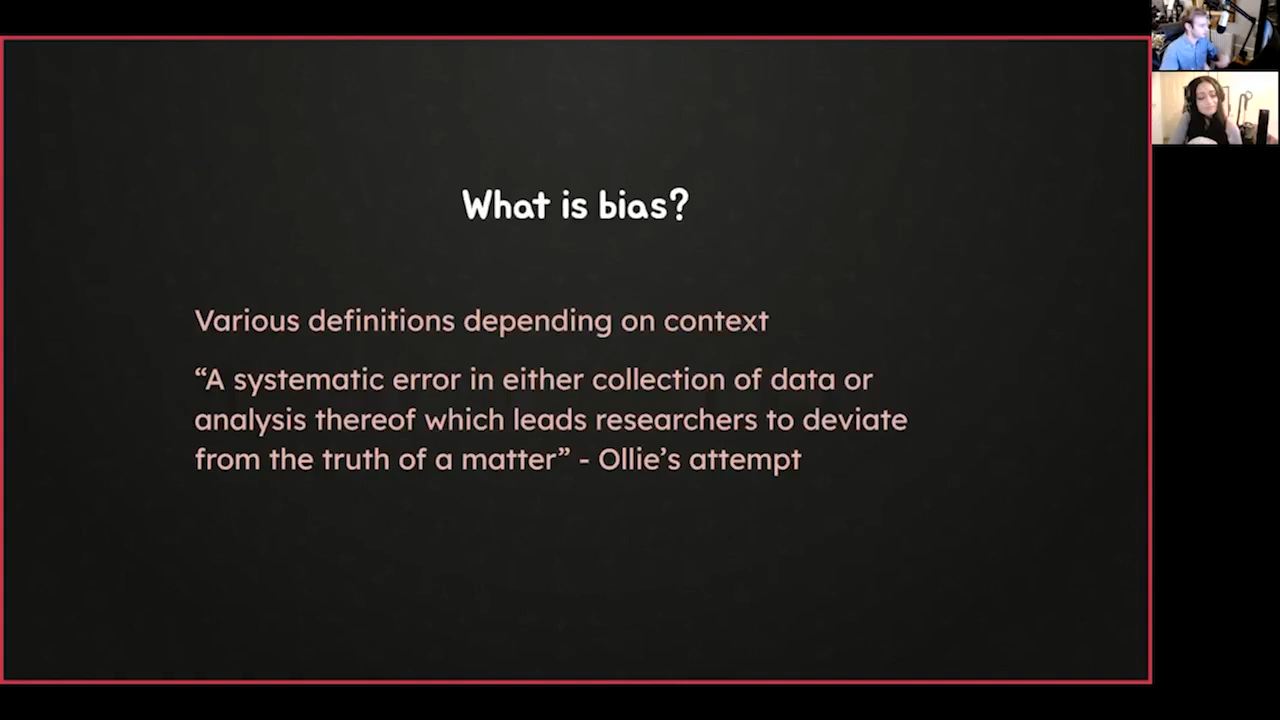 What is bias?
Various definitions depending on context
“A systematic error in either collection of data or
analysis thereof which leads researchers to deviate
from the truth of a matter” - Ollie’s attempt